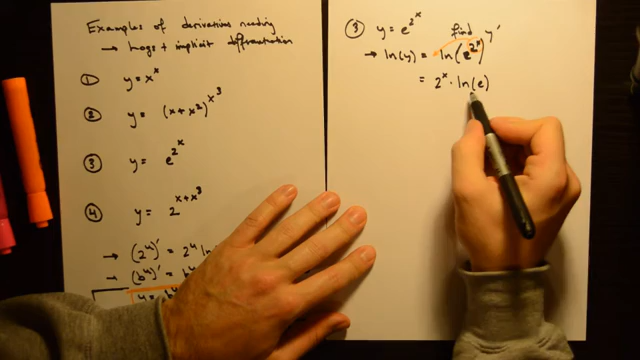 Examples of derivatives needing
→ Logs + implicit differentiation
① y = x^x
② y = (x + x²)^x³
③ y = e^2^x
④ y = 2^x+x³
→ (2^u)' = 2^u ln
→ (b^u)' = b^u
③ y = e^2^x find y'
→ ln(y) = ln(e^2^x)
= 2^x · ln(e)